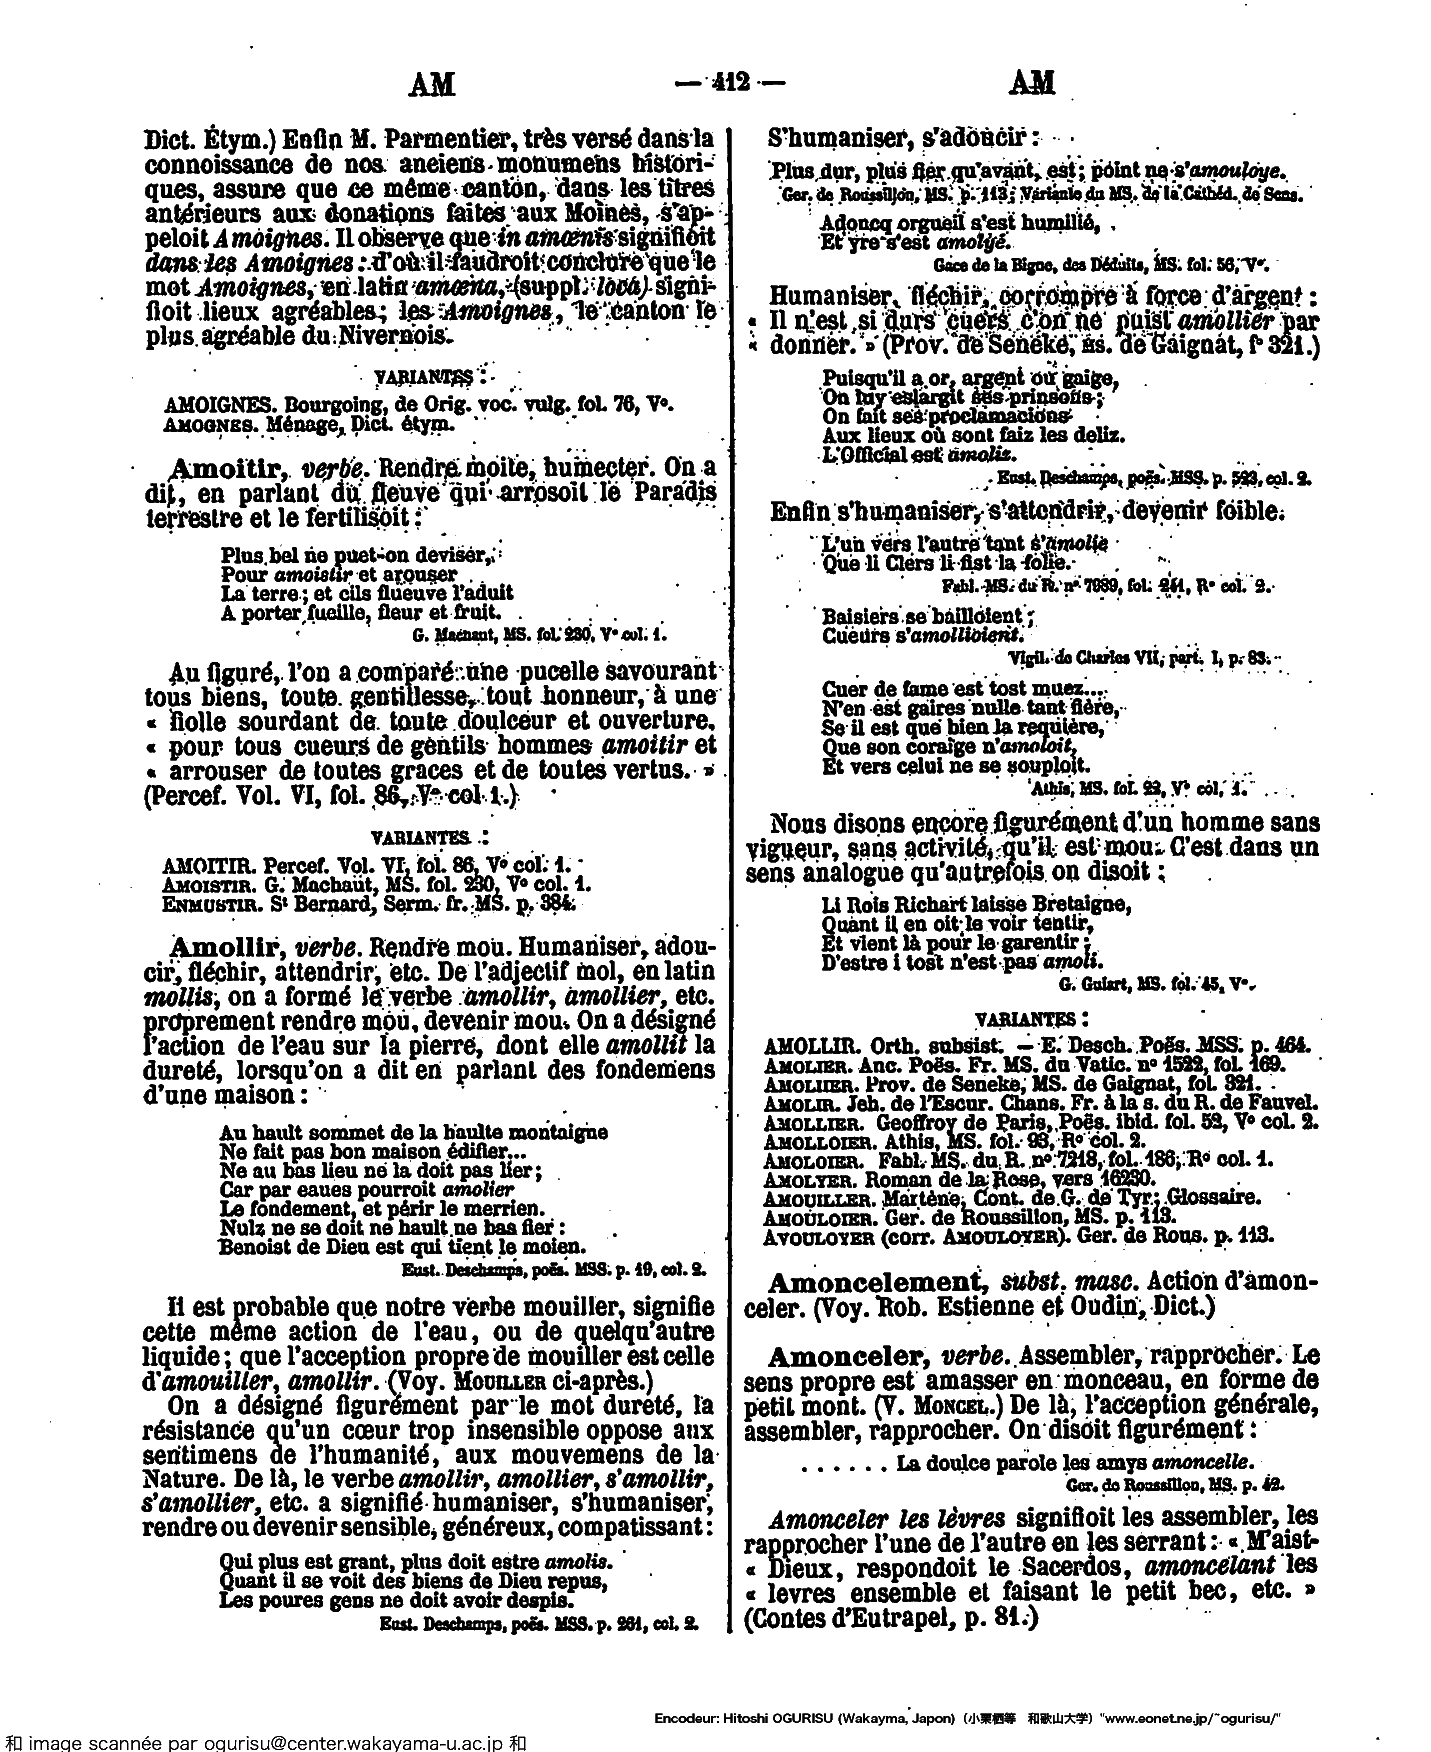 AM
— 412 —
AM
Dict. Étym.) Enfin M. Parmentier, très versé dans la
connoissance de nos anciens monumens histori-
ques, assure que ce même canton, dans les titres
antérieurs aux donations faites aux Moines, s'ap-
peloit Amoignes. Il observe que in amœnis signifioit
dans les Amoignes : d'où il faudroit conclure que le
mot Amoignes, en latin amœna, (suppl. loca) signi-
fioit lieux agréables; les Amoignes, le canton le
plus agréable du Nivernois.
VARIANTES :
AMOIGNES. Bourgoing, de Orig. voc. vulg. fol. 76, Vº.
AMOGNES. Ménage, Dict. étym.
Amoitir, verbe. Rendre moite, humecter. On a
dit, en parlant du fleuve qui arrosoit le Paradis
terrestre et le fertilisoit :
Plus bel ne puet-on deviser,
Pour amoistir et arouser
La terre; et cils flueuve l'aduit
A porter fueille, fleur et fruit.
G. Machaut, MS. fol. 230, Vº col. 1.
Au figuré, l'on a comparé une pucelle savourant
tous biens, toute gentillesse, tout honneur, à une
« fiolle sourdant de toute doulceur et ouverture,
« pour tous cueurs de gentils hommes amoitir et
« arrouser de toutes graces et de toutes vertus. »
(Percef. Vol. VI, fol. 86, Vº col 1.)
VARIANTES :
AMOITIR. Percef. Vol. VI, fol. 86, Vº col. 1.
AMOISTIR. G. Machaut, MS. fol. 230, Vº col. 1.
ENMUSTIR. St Bernard, Serm. fr. MS. p. 384.
Amollir, verbe. Rendre mou. Humaniser, adou-
cir, fléchir, attendrir, etc. De l'adjectif mol, en latin
mollis, on a formé le verbe amollir, amollier, etc.
proprement rendre mou, devenir mou. On a désigné
l'action de l'eau sur la pierre, dont elle amollit la
dureté, lorsqu'on a dit en parlant des fondemens
d'une maison :
Au hault sommet de la haulte montaigne
Ne fait pas bon maison édifier...
Ne au bas lieu ne la doit pas lier;
Car par eaues pourroit amolier
Le fondement, et périr le merrien.
Nulz ne se doit ne hault ne bas fier :
Benoist de Dieu est qui tient le moien.
Eust. Deschamps, poës. MSS. p. 19, col. 2.
Il est probable que notre verbe mouiller, signifie
cette même action de l'eau, ou de quelqu'autre
liquide; que l'acception propre de mouiller est celle
d'amouiller, amollir. (Voy. MOUILLER ci-après.)
On a désigné figurément par le mot dureté, la
résistance qu'un cœur trop insensible oppose aux
sentimens de l'humanité, aux mouvemens de la
Nature. De là, le verbe amollir, amollier, s'amollir,
s'amollier, etc. a signifié humaniser, s'humaniser,
rendre ou devenir sensible, généreux, compatissant :
Qui plus est grant, plus doit estre amolis.
Quant il se voit des biens de Dieu repus,
Les poures gens ne doit avoir despis.
Eust. Deschamps, poës. MSS. p. 261, col. 2.
S'humaniser, s'adoucir :
Plus dur, plus fier qu'avant, est; point ne s'amouloye.
Ger. de Roussillon, MS. p. 113; Variante du MS. de la Cathéd. de Sens.
Adoncq orgueil s'est humilié,
Et yre s'est amolyé.
Gace de la Bigne, des Déduits, MS. fol. 56, Vº.
Humaniser, fléchir, corrompre à force d'argent :
« Il n'est si durs cuers c'on ne puist amollier par
« donner. » (Prov. de Seneke, MS. de Gaignat, fº 321.)
Puisqu'il a or, argent ou gaige,
On luy eslargit ses prinsons;
On fait ses proclamacions
Aux lieux où sont faiz les deliz.
L'Official est amolis.
Eust. Deschamps, poës. MSS. p. 523, col. 2.
Enfin s'humaniser, s'attendrir, devenir foible.
L'un vers l'autre tant s'amolie
Que li Clers li fist la folie.
Fabl. MS. du R. nº 7989, fol. 241, Rº col. 2.
Baisiers se bailloient;
Cueurs s'amollioient.
Vigil. de Charles VII, part. I, p. 83.
Cuer de fame est tost muez...
N'en est gaires nulle tant fière,
Se il est que bien la requière,
Que son coraige n'amoloit,
Et vers celui ne se souploit.
Athis, MS. fol. 22, Vº col. 1.
Nous disons encore figurément d'un homme sans
vigueur, sans activité, qu'il est mou. C'est dans un
sens analogue qu'autrefois on disoit :
Li Rois Richart laisse Bretaigne,
Quant il en oit le voir tentir,
Et vient là pour le garentir;
D'estre i tost n'est pas amoli.
G. Guiart, MS. fol. 45, Vº.
VARIANTES :
AMOLLIR. Orth. subsist. — E. Desch. Poës. MSS. p. 464.
AMOLIER. Anc. Poës. Fr. MS. du Vatic. nº 1522, fol. 169.
AMOLIIER. Prov. de Seneke, MS. de Gaignat, fol. 321.
AMOLIR. Jeh. de l'Escur. Chans. Fr. à la s. du R. de Fauvel.
AMOLLIER. Geoffroy de Paris, Poës. ibid. fol. 53, Vº col. 2.
AMOLLOIER. Athis, MS. fol. 93, Rº col. 2.
AMOLOIER. Fabl. MS. du R. nº 7218, fol. 186, Rº col. 1.
AMOLYER. Roman de la Rose, vers 16230.
AMOUILLER. Martène, Cont. de G. de Tyr; Glossaire.
AMOULOIER. Ger. de Roussillon, MS. p. 113.
AVOULOYER (corr. AMOULOYER). Ger. de Rous. p. 113.
Amoncelement, subst. masc. Action d'amon-
celer. (Voy. Rob. Estienne et Oudin, Dict.)
Amonceler, verbe. Assembler, rapprocher. Le
sens propre est amasser en monceau, en forme de
petit mont. (V. MONCEL.) De là, l'acception générale,
assembler, rapprocher. On disoit figurément :
. . . . . . La doulce parole les amys amoncelle.
Ger. de Roussillon, MS. p. 42.
Amonceler les lèvres signifioit les assembler, les
rapprocher l'une de l'autre en les serrant : « M'aist-
« Dieux, respondoit le Sacerdos, amoncelant les
« levres ensemble et faisant le petit bec, etc. »
(Contes d'Eutrapel, p. 81.)
Encodeur: Hitoshi OGURISU (Wakayma, Japon) (小栗栖等 和歌山大学) "www.eonet.ne.jp/~ogurisu/"
和 image scannée par ogurisu@center.wakayama-u.ac.jp 和